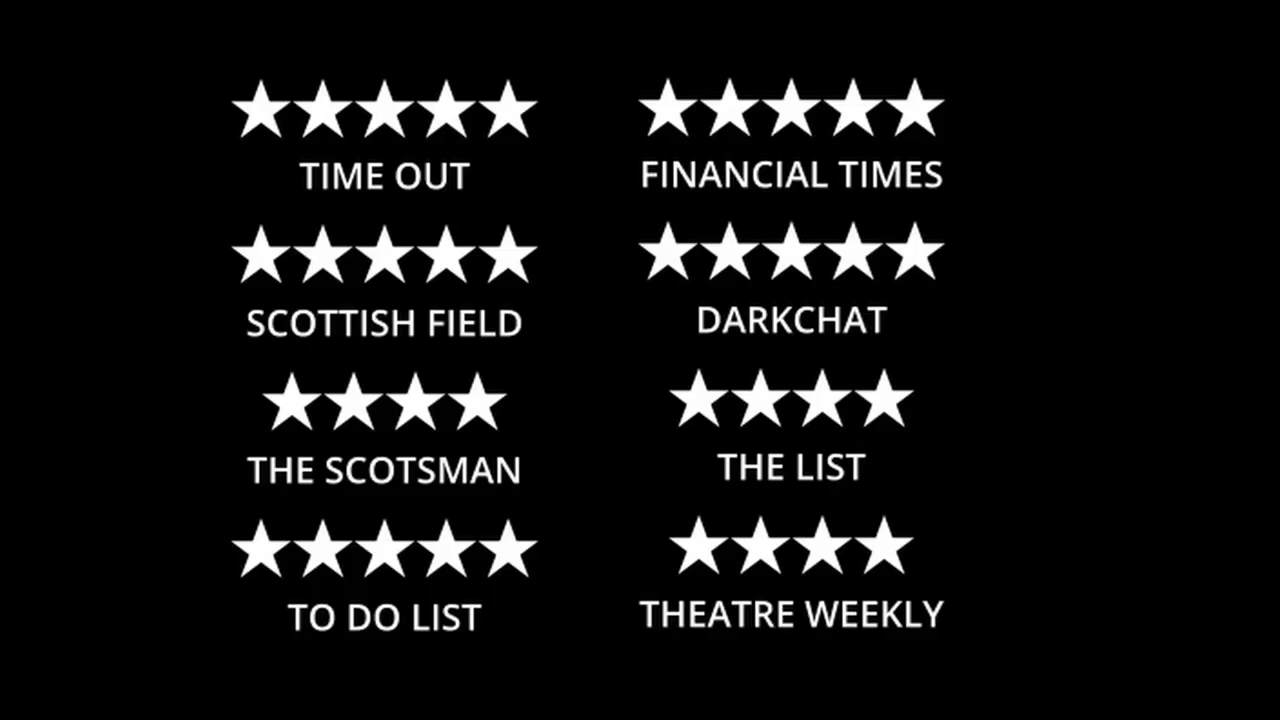 TIME OUT
FINANCIAL TIMES
SCOTTISH FIELD
DARKCHAT
THE SCOTSMAN
THE LIST
TO DO LIST
THEATRE WEEKLY